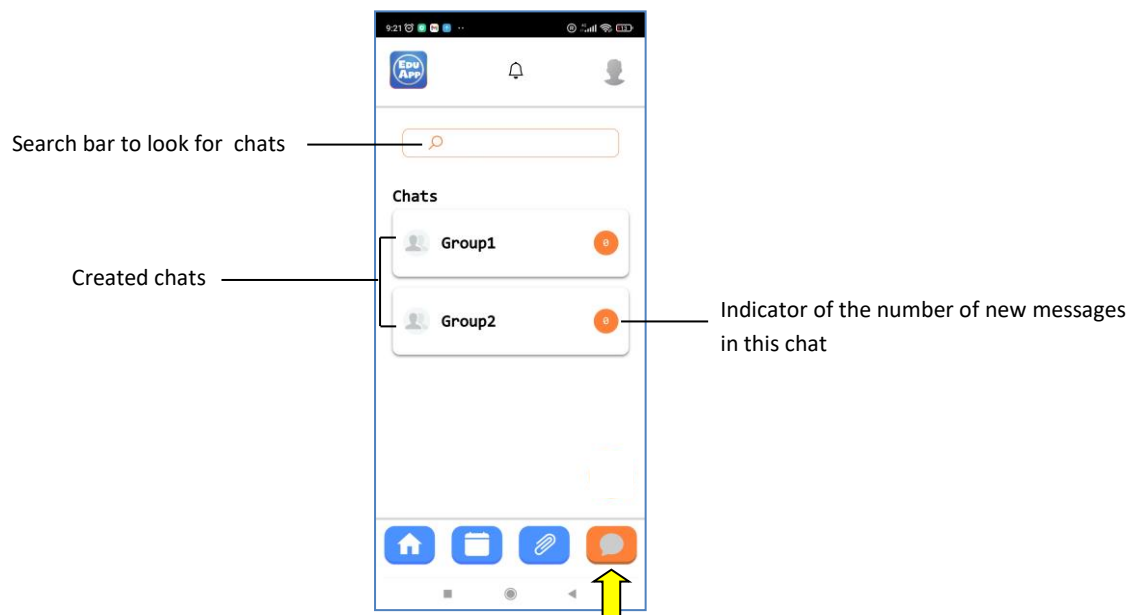 9:21
EDU
APP
Search bar to look for chats
Chats
Group1
0
Created chats
Group2
0
Indicator of the number of new messages
in this chat